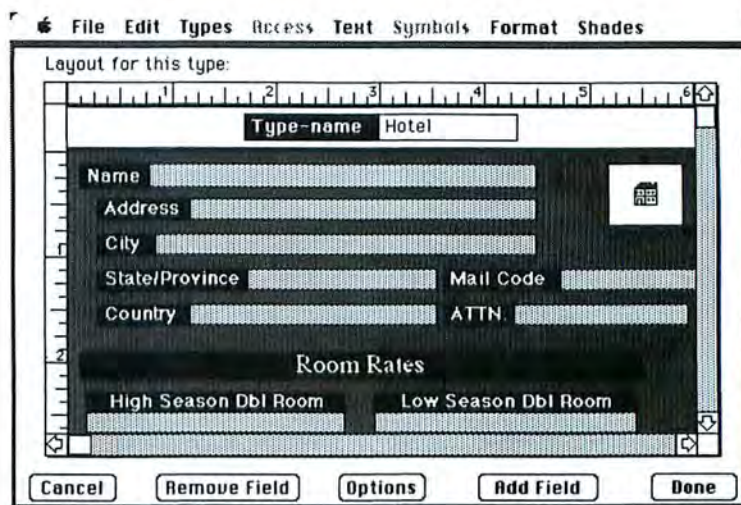 File Edit Types Access Text Symbols Format Shades
Layout for this type:
1 2 3 4 5 6
Type-name Hotel
Name
Address
City
1
State/Province Mail Code
Country ATTN.
2
Room Rates
High Season Dbl Room Low Season Dbl Room
Cancel Remove Field Options Add Field Done